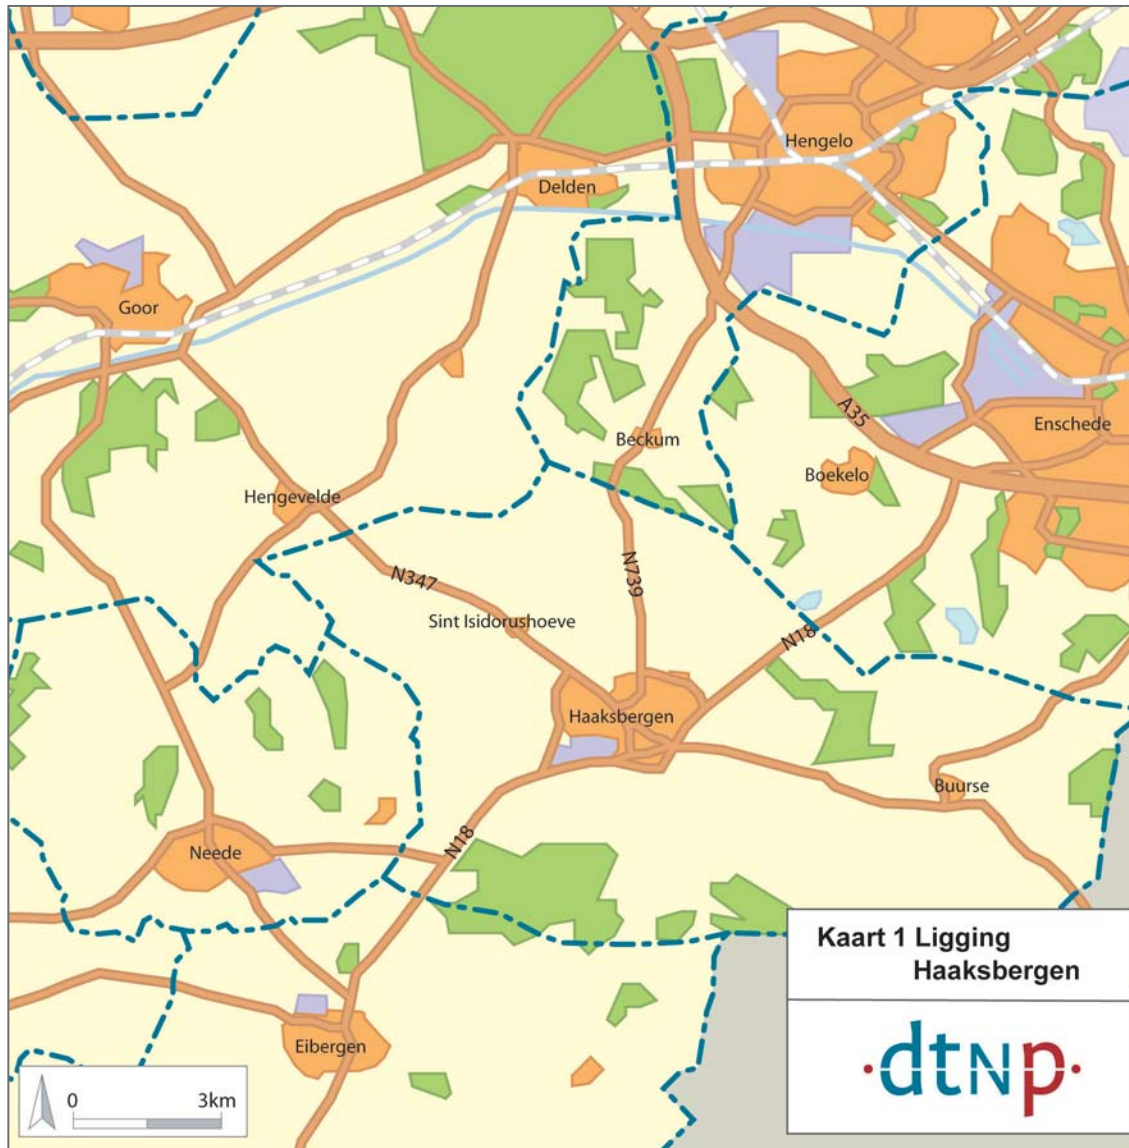 Hengelo
Delden
Goor
A35
Enschede
Beckum
Boekelo
Hengevelde
N347
N739
Sint Isidorushoeve
N18
Haaksbergen
Buurse
N18
Neede
Eibergen
Kaart 1 Ligging
Haaksbergen
dtNp
0 3km